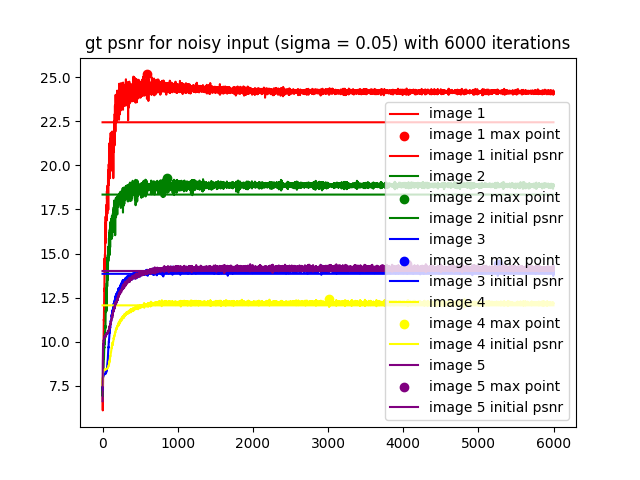 gt psnr for noisy input (sigma = 0.05) with 6000 iterations
25.0
22.5
20.0
17.5
15.0
12.5
10.0
7.5
image 1
image 1 max point
image 1 initial psnr
image 2
image 2 max point
image 2 initial psnr
image 3
image 3 max point
image 3 initial psnr
image 4
image 4 max point
image 4 initial psnr
image 5
image 5 max point
image 5 initial psnr
0 1000 2000 3000 4000 5000 6000